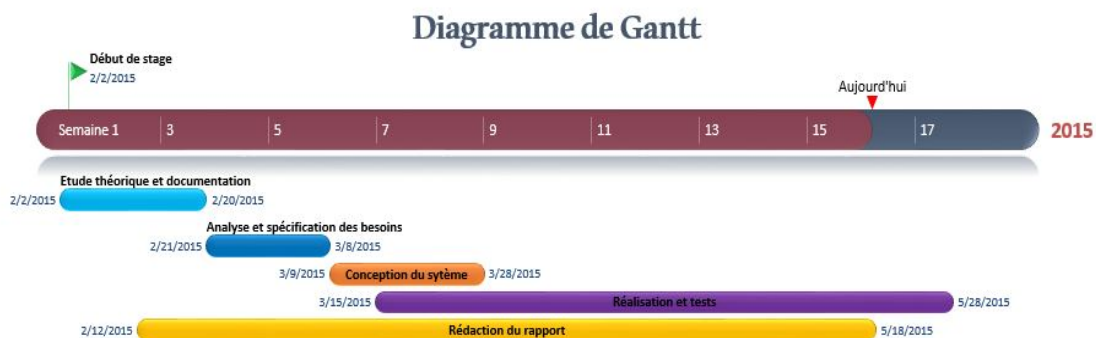 Diagramme de Gantt
Début de stage
2/2/2015
Aujourd'hui
Semaine 1 3 5 7 9 11 13 15 17 2015
Etude théorique et documentation
2/2/2015 2/20/2015
Analyse et spécification des besoins
2/21/2015 3/8/2015
3/9/2015 Conception du sytème 3/28/2015
3/15/2015 Réalisation et tests 5/28/2015
2/12/2015 Rédaction du rapport 5/18/2015